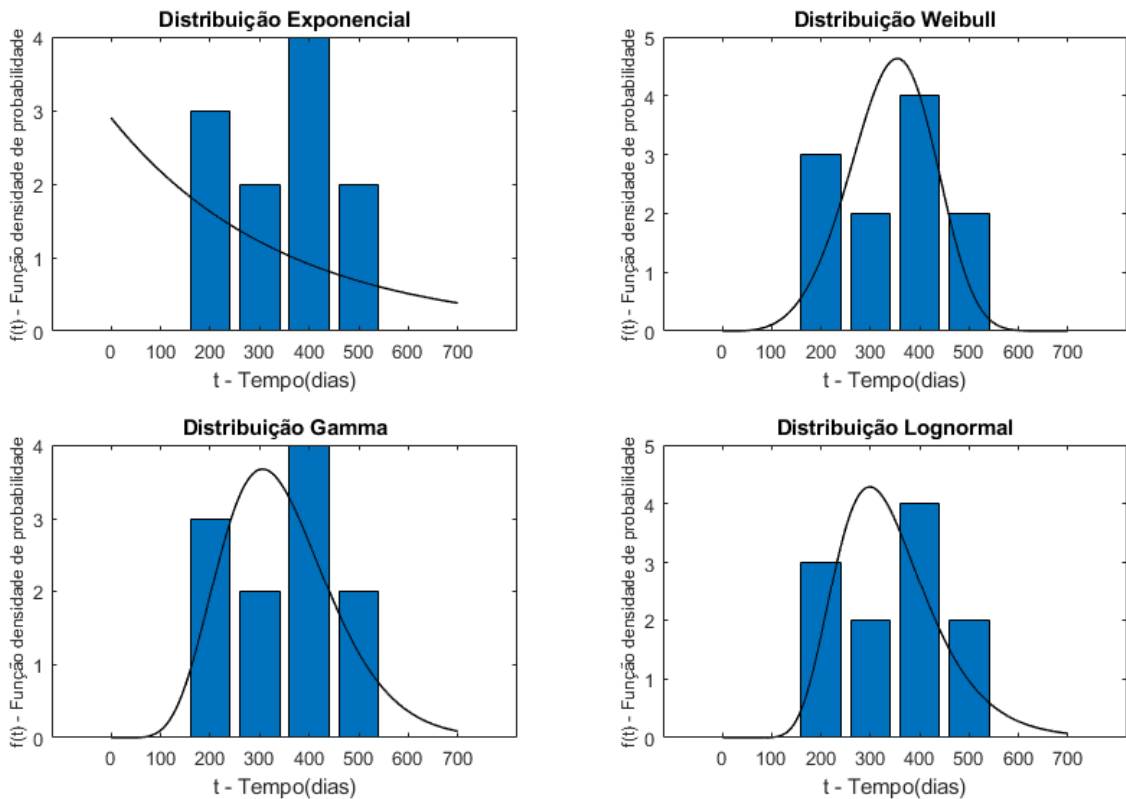 Distribuição Exponencial
f(t) - Função densidade de probabilidade
4
3
2
1
0
0 100 200 300 400 500 600 700
t - Tempo(dias)
Distribuição Weibull
f(t) - Função densidade de probabilidade
5
4
3
2
1
0
0 100 200 300 400 500 600 700
t - Tempo(dias)
Distribuição Gamma
f(t) - Função densidade de probabilidade
4
3
2
1
0
0 100 200 300 400 500 600 700
t - Tempo(dias)
Distribuição Lognormal
f(t) - Função densidade de probabilidade
5
4
3
2
1
0
0 100 200 300 400 500 600 700
t - Tempo(dias)